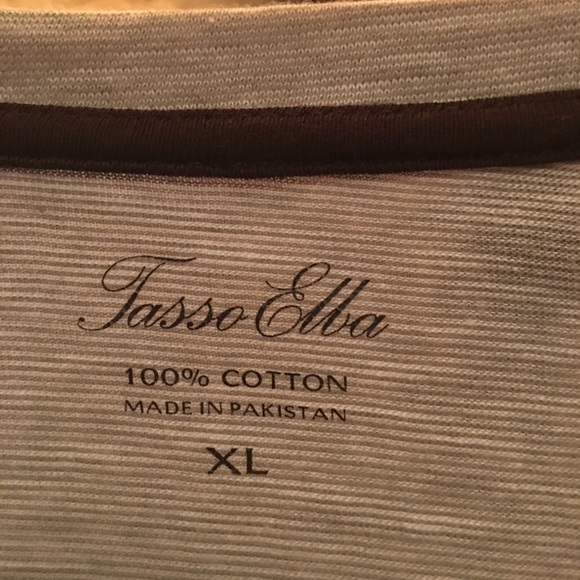 Tasso Elba
100% COTTON
MADE IN PAKISTAN
XL